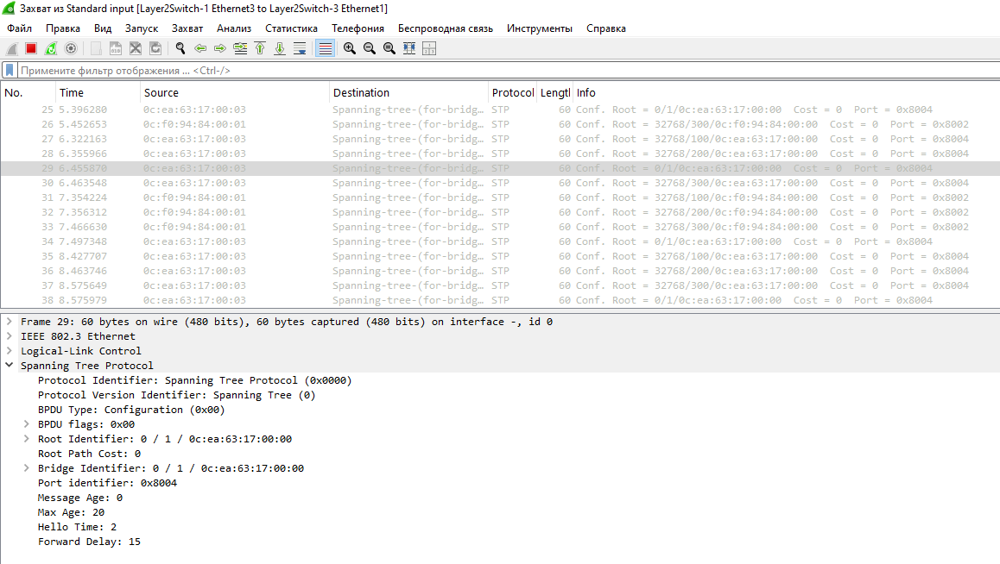 Захват из Standard input [Layer2Switch-1 Ethernet3 to Layer2Switch-3 Ethernet1]
Файл Правка Вид Запуск Захват Анализ Статистика Телефония Беспроводная связь Инструменты Справка
Примените фильтр отображения ... <Ctrl-/>
No. Time Source Destination Protocol Lengtl Info
25 5.396280 0c:ea:63:17:00:03 Spanning-tree-(for-bridg… STP 60 Conf. Root = 0/1/0c:ea:63:17:00:00 Cost = 0 Port = 0x8004
26 5.452653 0c:f0:94:84:00:01 Spanning-tree-(for-bridg… STP 60 Conf. Root = 32768/300/0c:f0:94:84:00:00 Cost = 0 Port = 0x8002
27 6.322163 0c:ea:63:17:00:03 Spanning-tree-(for-bridg… STP 60 Conf. Root = 32768/100/0c:ea:63:17:00:00 Cost = 0 Port = 0x8004
28 6.355966 0c:ea:63:17:00:03 Spanning-tree-(for-bridg… STP 60 Conf. Root = 32768/200/0c:ea:63:17:00:00 Cost = 0 Port = 0x8004
29 6.455870 0c:ea:63:17:00:03 Spanning-tree-(for-bridg… STP 60 Conf. Root = 0/1/0c:ea:63:17:00:00 Cost = 0 Port = 0x8004
30 6.463548 0c:ea:63:17:00:03 Spanning-tree-(for-bridg… STP 60 Conf. Root = 32768/300/0c:ea:63:17:00:00 Cost = 0 Port = 0x8004
31 7.354224 0c:f0:94:84:00:01 Spanning-tree-(for-bridg… STP 60 Conf. Root = 32768/100/0c:f0:94:84:00:00 Cost = 0 Port = 0x8002
32 7.356312 0c:f0:94:84:00:01 Spanning-tree-(for-bridg… STP 60 Conf. Root = 32768/200/0c:f0:94:84:00:00 Cost = 0 Port = 0x8002
33 7.466630 0c:f0:94:84:00:01 Spanning-tree-(for-bridg… STP 60 Conf. Root = 32768/300/0c:f0:94:84:00:00 Cost = 0 Port = 0x8002
34 7.497348 0c:ea:63:17:00:03 Spanning-tree-(for-bridg… STP 60 Conf. Root = 0/1/0c:ea:63:17:00:00 Cost = 0 Port = 0x8004
35 8.427707 0c:ea:63:17:00:03 Spanning-tree-(for-bridg… STP 60 Conf. Root = 32768/100/0c:ea:63:17:00:00 Cost = 0 Port = 0x8004
36 8.463746 0c:ea:63:17:00:03 Spanning-tree-(for-bridg… STP 60 Conf. Root = 32768/200/0c:ea:63:17:00:00 Cost = 0 Port = 0x8004
37 8.575649 0c:ea:63:17:00:03 Spanning-tree-(for-bridg… STP 60 Conf. Root = 32768/300/0c:ea:63:17:00:00 Cost = 0 Port = 0x8004
38 8.575979 0c:ea:63:17:00:03 Spanning-tree-(for-bridg… STP 60 Conf. Root = 0/1/0c:ea:63:17:00:00 Cost = 0 Port = 0x8004
Frame 29: 60 bytes on wire (480 bits), 60 bytes captured (480 bits) on interface -, id 0
IEEE 802.3 Ethernet
Logical-Link Control
Spanning Tree Protocol
Protocol Identifier: Spanning Tree Protocol (0x0000)
Protocol Version Identifier: Spanning Tree (0)
BPDU Type: Configuration (0x00)
BPDU flags: 0x00
Root Identifier: 0 / 1 / 0c:ea:63:17:00:00
Root Path Cost: 0
Bridge Identifier: 0 / 1 / 0c:ea:63:17:00:00
Port identifier: 0x8004
Message Age: 0
Max Age: 20
Hello Time: 2
Forward Delay: 15